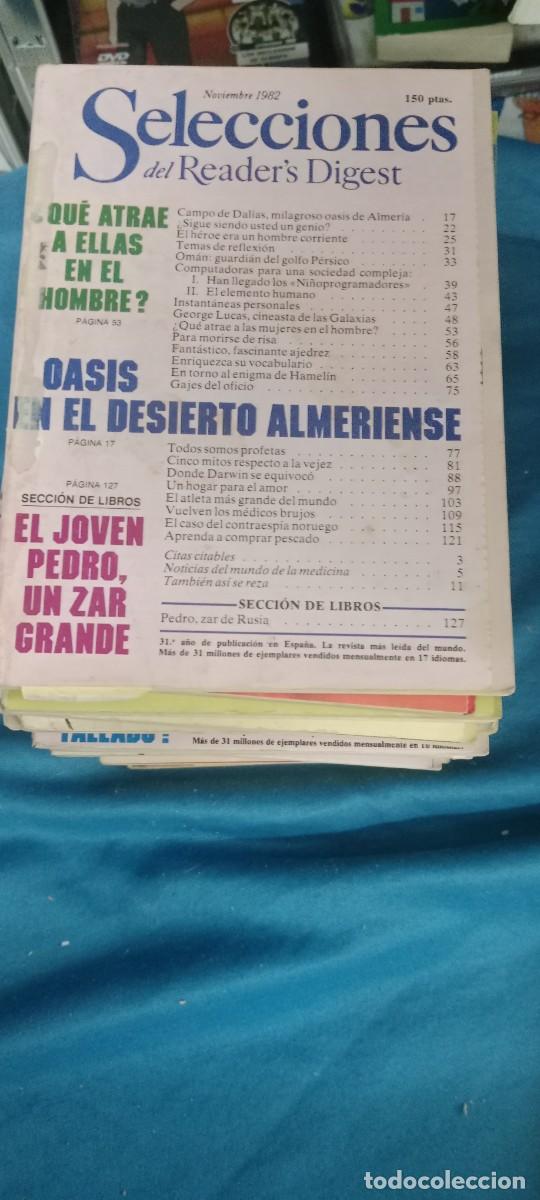 DVD
Noviembre 1982
150 ptas.
Selecciones
del Reader's Digest
¿QUÉ ATRAE
A ELLAS
EN EL
HOMBRE?
PÁGINA 53
Campo de Dalías, milagroso oasis de Almería . 17
¿Sigue siendo usted un genio? . . . . . . . . 22
El héroe era un hombre corriente . . . . . . . 25
Temas de reflexión . . . . . . . . . . . . . 31
Omán: guardián del golfo Pérsico . . . . . . . 33
Computadoras para una sociedad compleja:
I. Han llegado los «Niñoprogramadores» . . 39
II. El elemento humano . . . . . . . . . . 43
Instantáneas personales . . . . . . . . . . . 47
George Lucas, cineasta de las Galaxias . . . . 48
¿Qué atrae a las mujeres en el hombre? . . . . 53
Para morirse de risa . . . . . . . . . . . . 56
Fantástico, fascinante ajedrez . . . . . . . . 58
Enriquezca su vocabulario . . . . . . . . . . 63
En torno al enigma de Hamelín . . . . . . . . 65
Gajes del oficio . . . . . . . . . . . . . . 75
OASIS
EN EL DESIERTO ALMERIENSE
PÁGINA 17
Todos somos profetas . . . . . . . . . . . . 77
Cinco mitos respecto a la vejez . . . . . . . 81
Donde Darwin se equivocó . . . . . . . . . . 88
Un hogar para el amor . . . . . . . . . . . . 97
El atleta más grande del mundo . . . . . . . 103
Vuelven los médicos brujos . . . . . . . . . 109
El caso del contraespía noruego . . . . . . . 115
Aprenda a comprar pescado . . . . . . . . . . 121
PÁGINA 127
SECCIÓN DE LIBROS
EL JOVEN
PEDRO,
UN ZAR
GRANDE
Citas citables . . . . . . . . . . . . . . . 3
Noticias del mundo de la medicina . . . . . . 5
También así se reza . . . . . . . . . . . . . 11
SECCIÓN DE LIBROS
Pedro, zar de Rusia . . . . . . . . . . . . . 127
31.º año de publicación en España. La revista más leída del mundo.
Más de 31 millones de ejemplares vendidos mensualmente en 17 idiomas.
TALLADO?
Más de 31 millones de ejemplares vendidos mensualmente en
todocoleccion